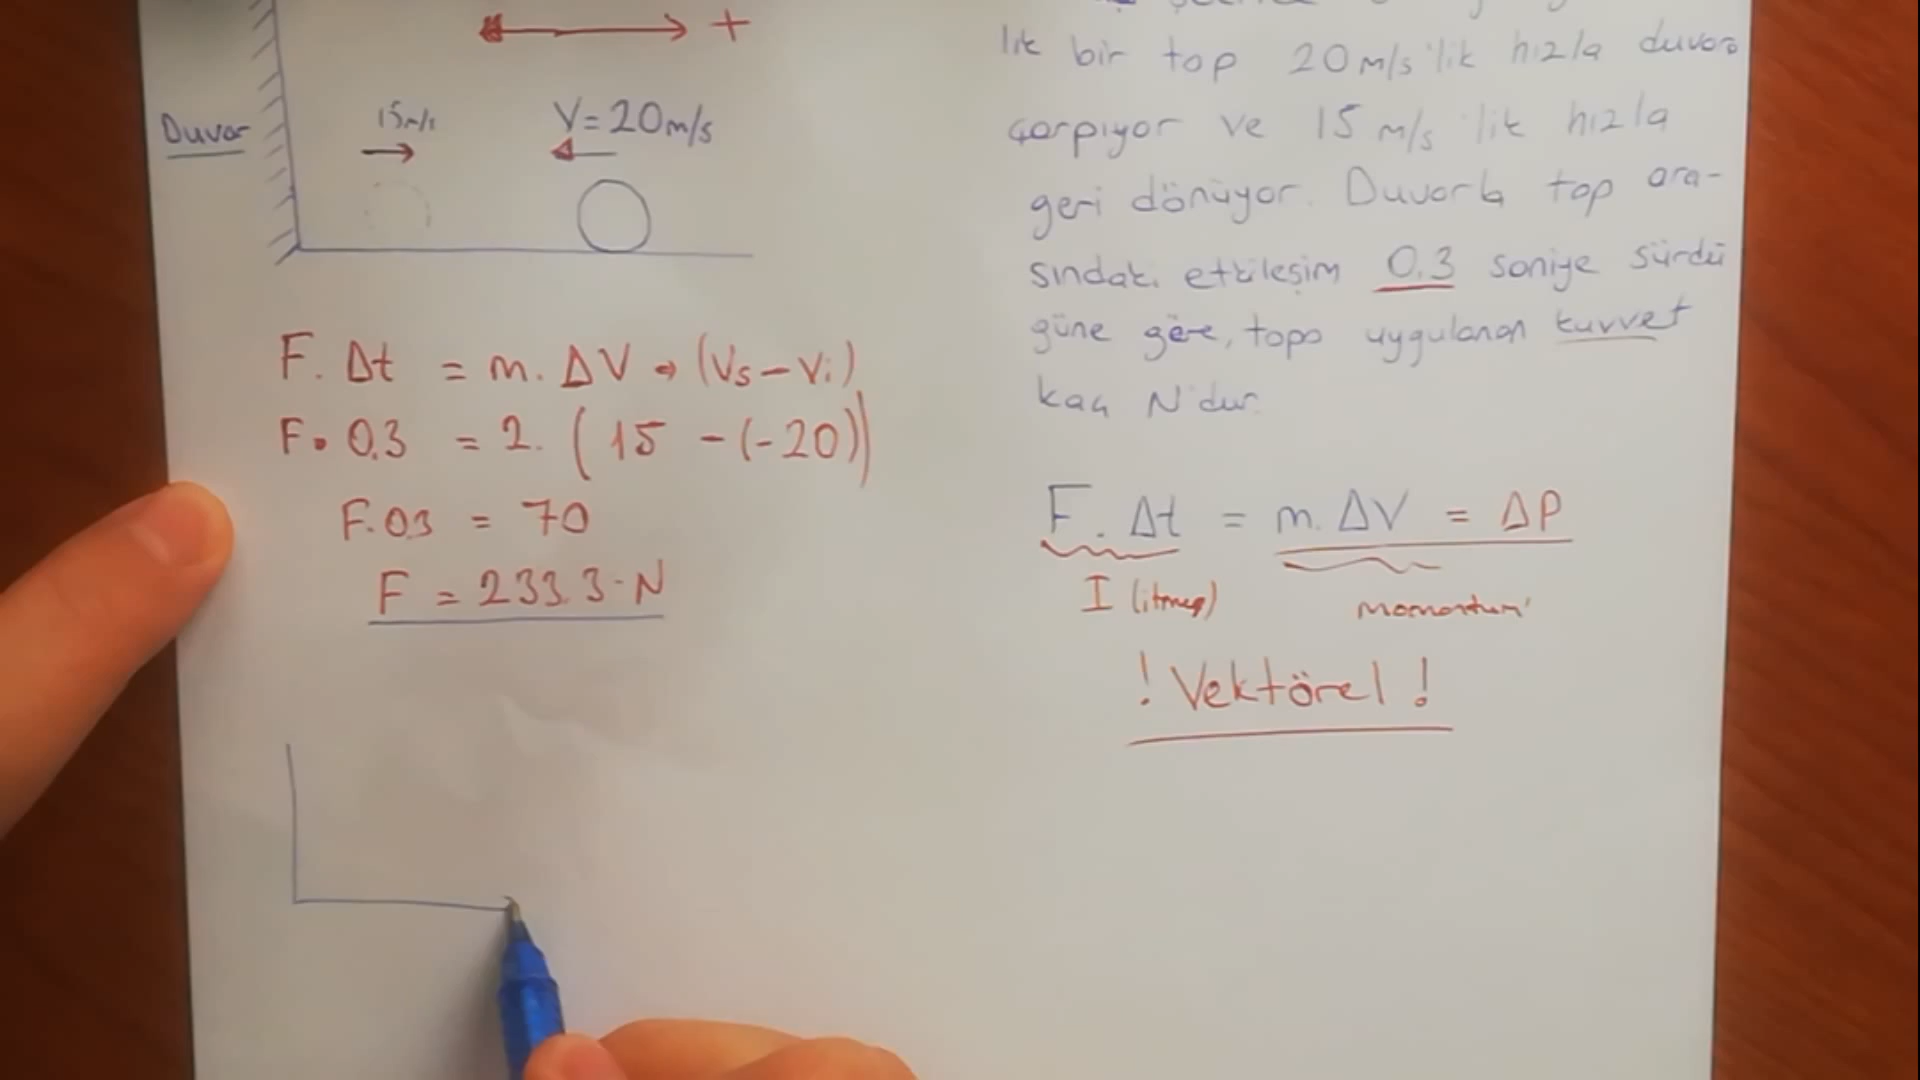 +
Duvar
15m/s
V=20m/s
F. Δt = m. ΔV → (Vs-Vi)
F. 0.3 = 2. ( 15 -(-20))
F.03 = 70
F = 233.3 N
lik bir top 20m/s'lik hızla duvara
çarpıyor ve 15 m/s 'lik hızla
geri dönüyor. Duvarla top ara-
sındaki etkileşim 0.3 saniye sürdü
ğüne göre, topa uygulanan kuvvet
kaç N'dur.
F. Δt = m. ΔV = ΔP
I (itme) momentum
! Vektörel !